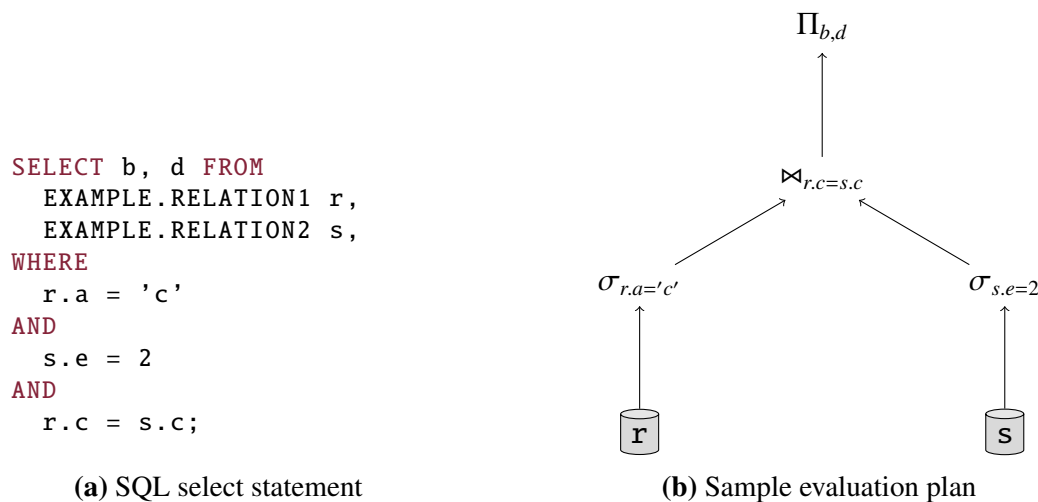 SELECT b, d FROM
EXAMPLE.RELATION1 r,
EXAMPLE.RELATION2 s,
WHERE
r.a = 'c'
AND
s.e = 2
AND
r.c = s.c;
(a) SQL select statement
Π_{b,d}
⋈_{r.c=s.c}
σ_{r.a='c'}
σ_{s.e=2}
r
s
(b) Sample evaluation plan